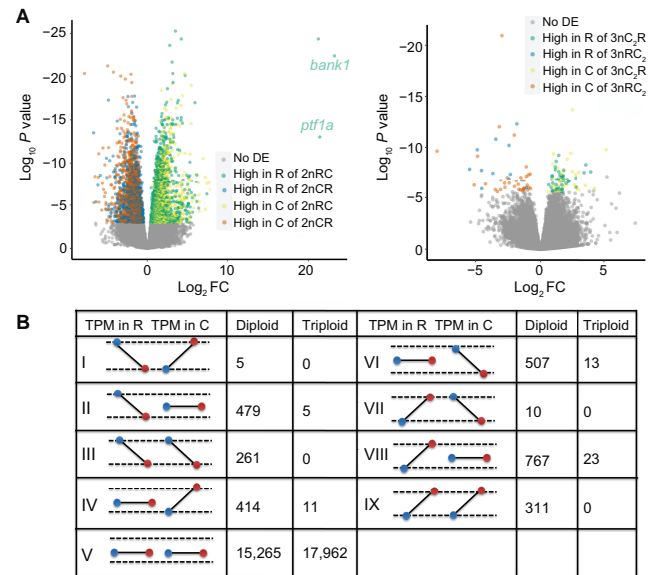 A
−25
−20
−15
−10
−5
0
Log10 P value
bank1
ptf1a
No DE
High in R of 2nRC
High in R of 2nCR
High in C of 2nRC
High in C of 2nCR
0
10
20
Log2 FC
−20
−15
−10
−5
0
Log10 P value
No DE
High in R of 3nC2R
High in R of 3nRC2
High in C of 3nC2R
High in C of 3nRC2
−5
0
5
Log2 FC
B
TPM in R TPM in C Diploid Triploid TPM in R TPM in C Diploid Triploid
I 5 0 VI 507 13
II 479 5 VII 10 0
III 261 0 VIII 767 23
IV 414 11 IX 311 0
V 15,265 17,962